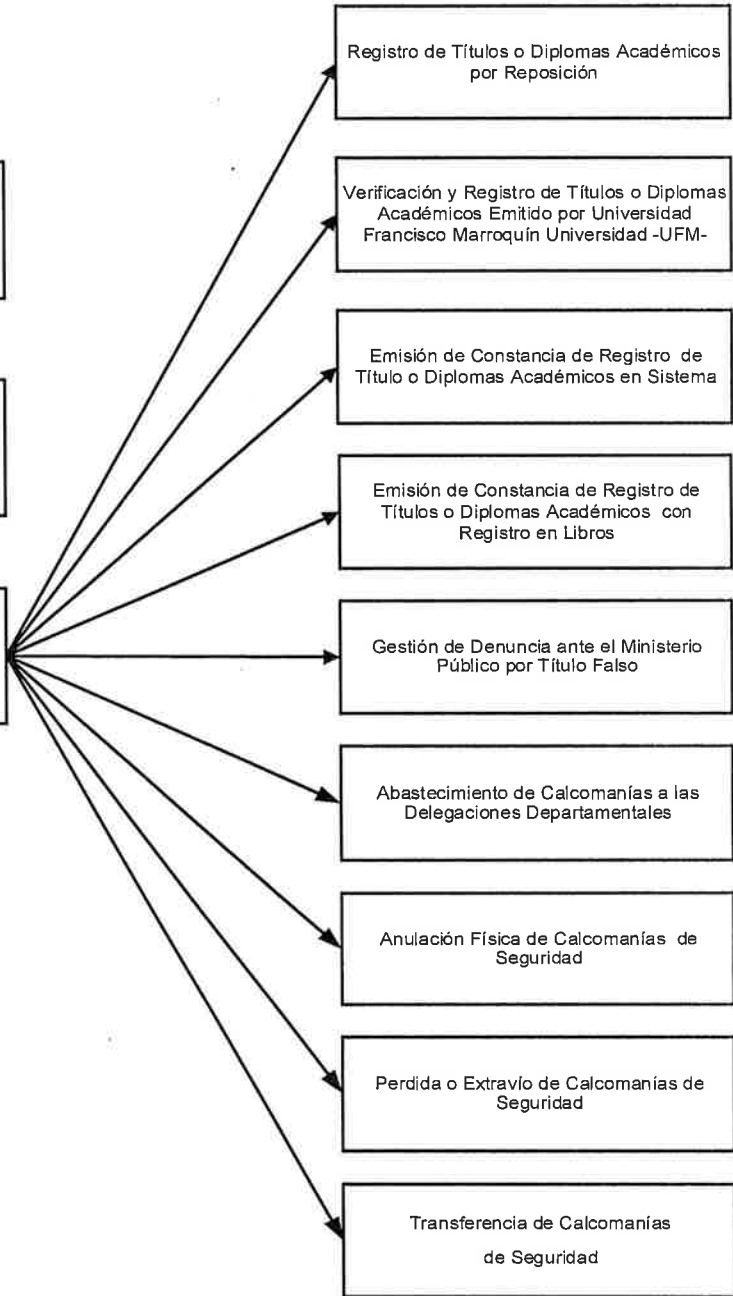 Registro de Títulos o Diplomas Académicos
por Reposición
Verificación y Registro de Títulos o Diplomas
Académicos Emitido por Universidad
Francisco Marroquín Universidad -UFM-
Emisión de Constancia de Registro de
Título o Diplomas Académicos en Sistema
Emisión de Constancia de Registro de
Títulos o Diplomas Académicos con
Registro en Libros
Gestión de Denuncia ante el Ministerio
Público por Título Falso
Abastecimiento de Calcomanías a las
Delegaciones Departamentales
Anulación Física de Calcomanías de
Seguridad
Perdida o Extravío de Calcomanías de
Seguridad
Transferencia de Calcomanías
de Seguridad